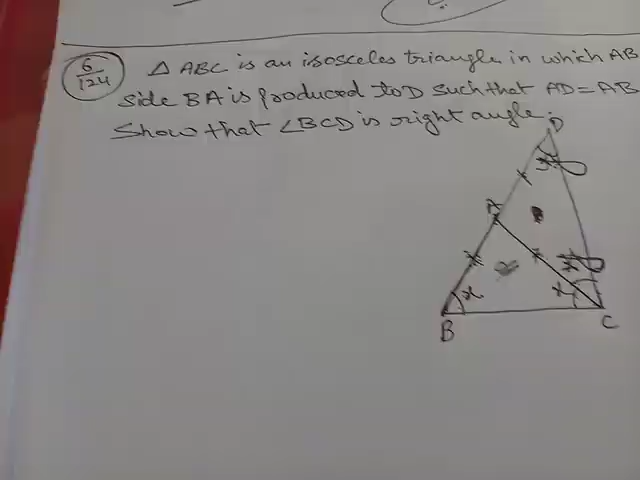 6/124
△ ABC is an isosceles triangle in which AB
side BA is produced to D such that AD = AB
Show that ∠BCD is right angle.
D
A
x
x
B
C